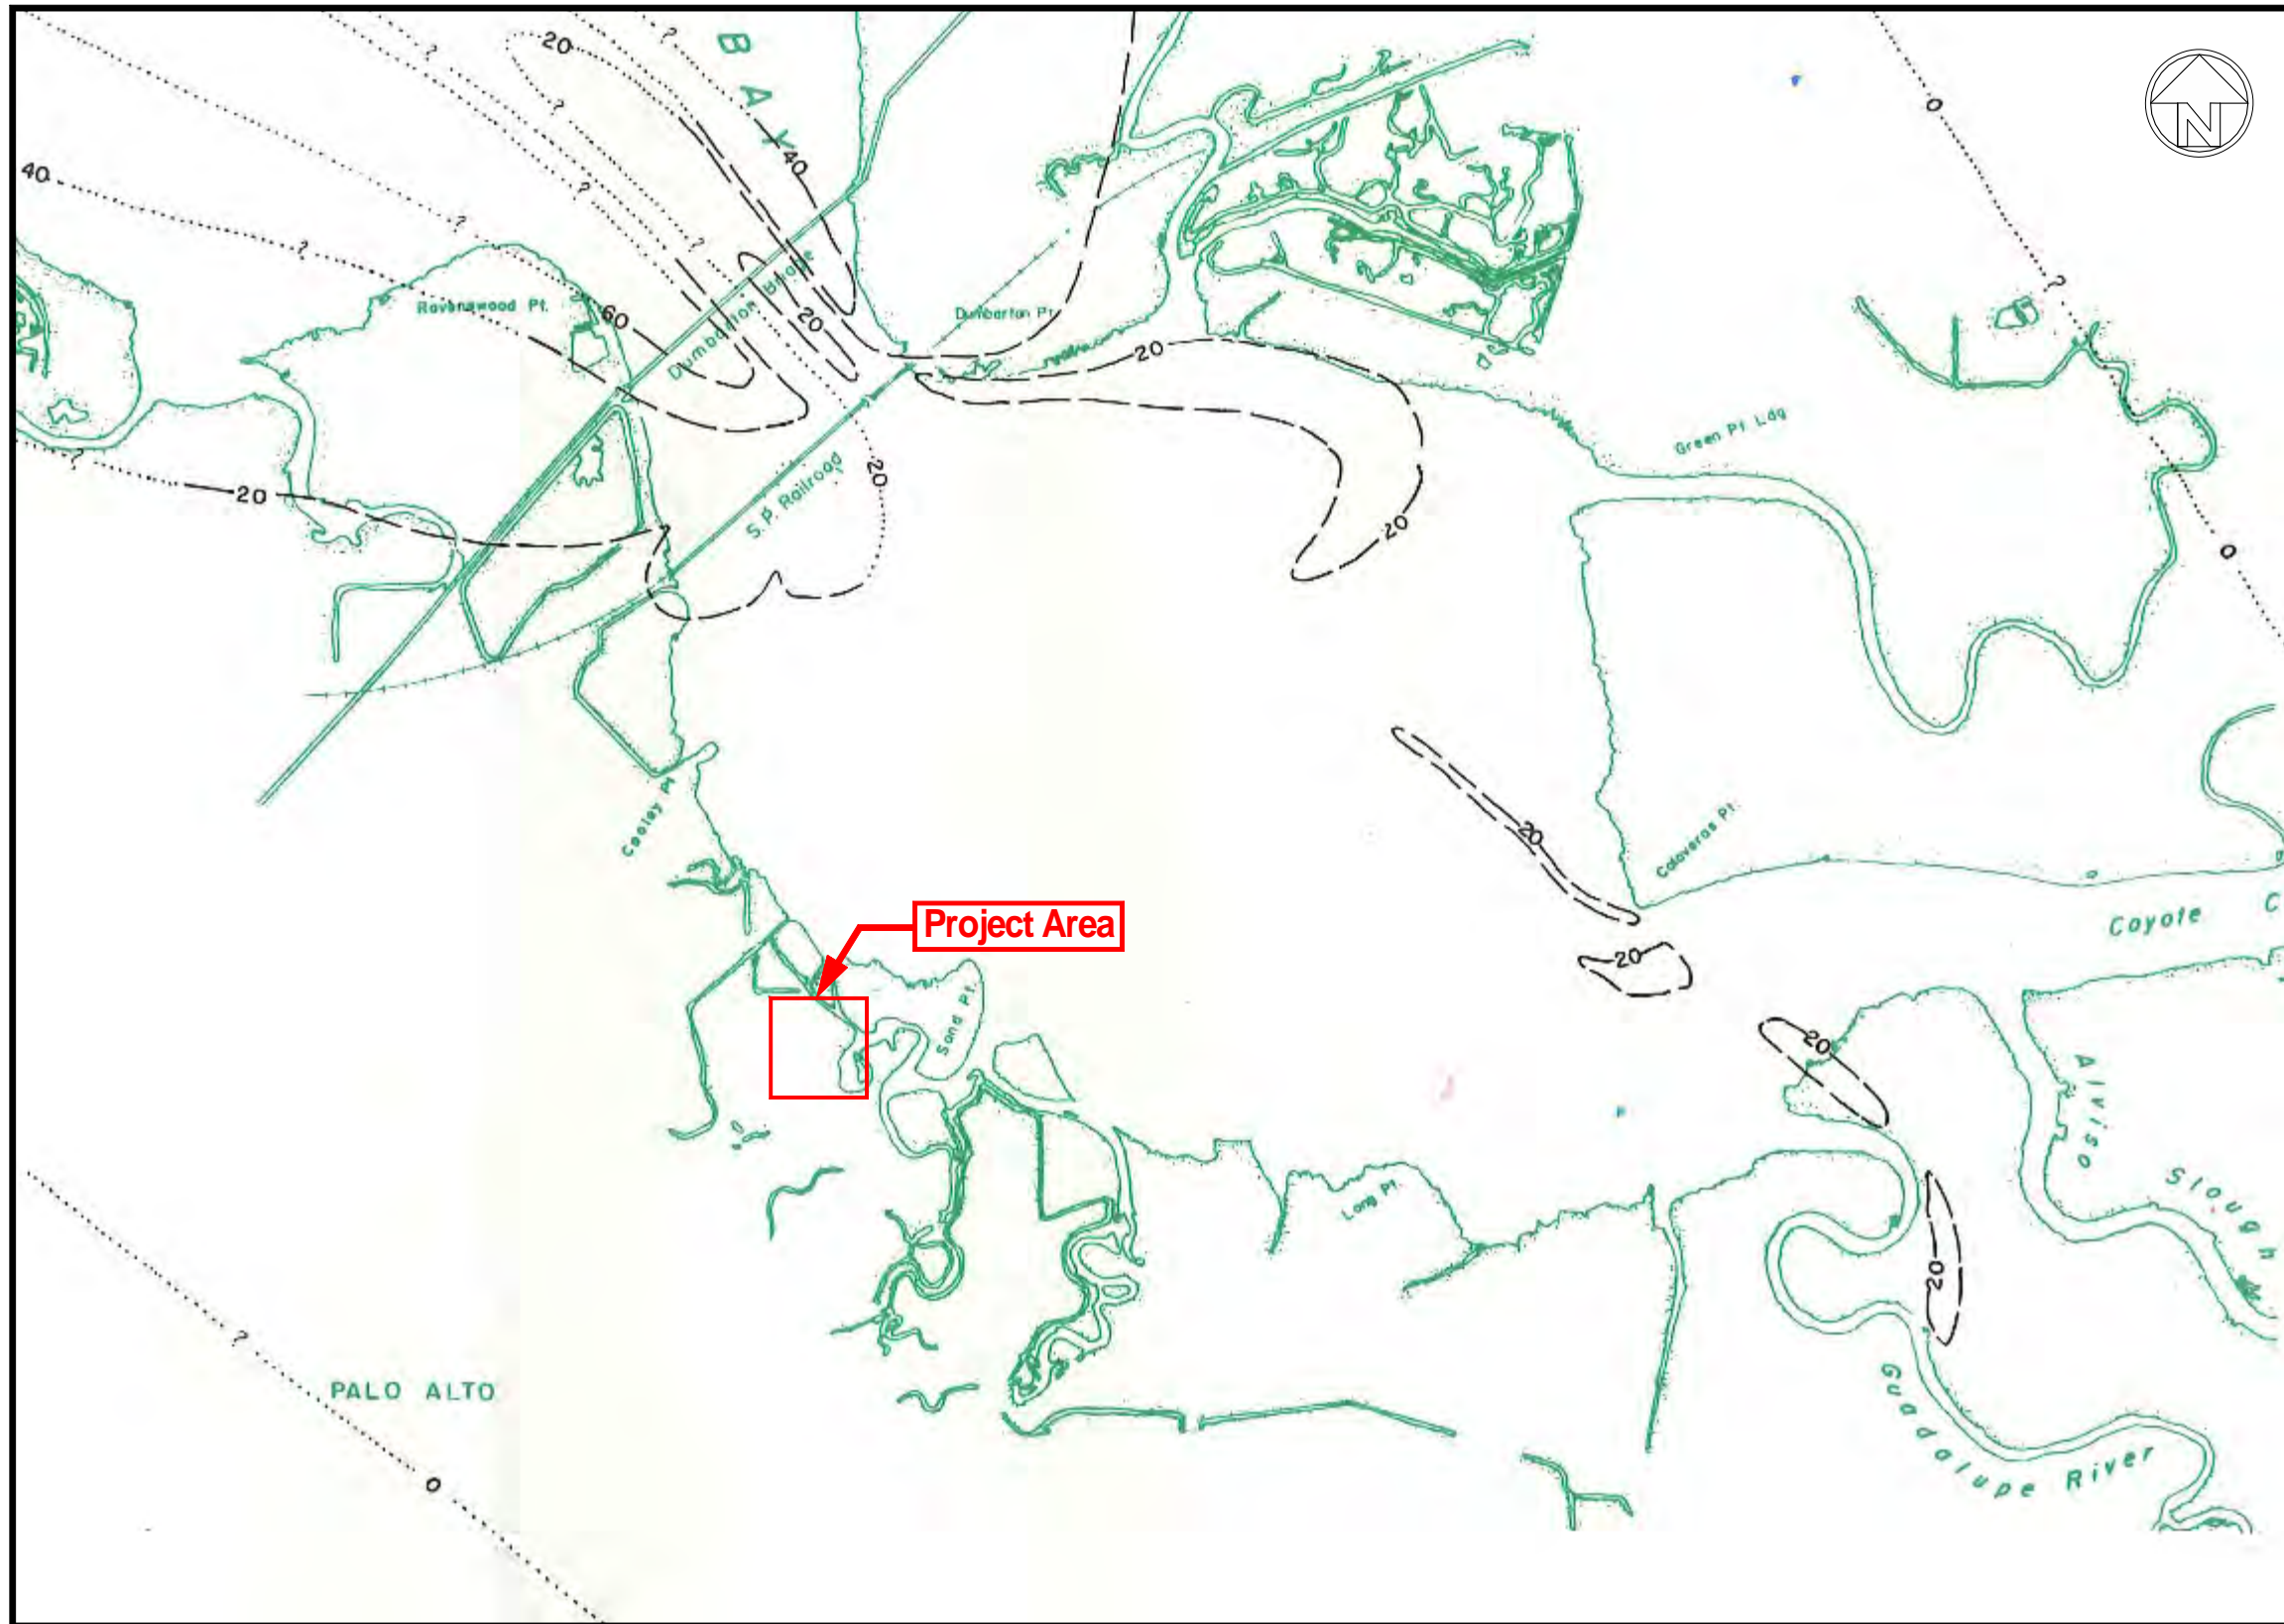 20
?
?
BAY
0
N
40
?
?
?
40
?
?
?
Ravenswood Pt.
60
Dumbarton Bridge
20
Dumbarton Pt.
20
?
20
?
S.P. Railroad
20
20
Green Pt. Ldg
0
Cooley Pt
20
Calaveras Pt.
Project Area
Coyote C
20
Sand Pt.
20
Alviso
Slough
Long Pt.
20
?
PALO ALTO
0
Guadalupe River